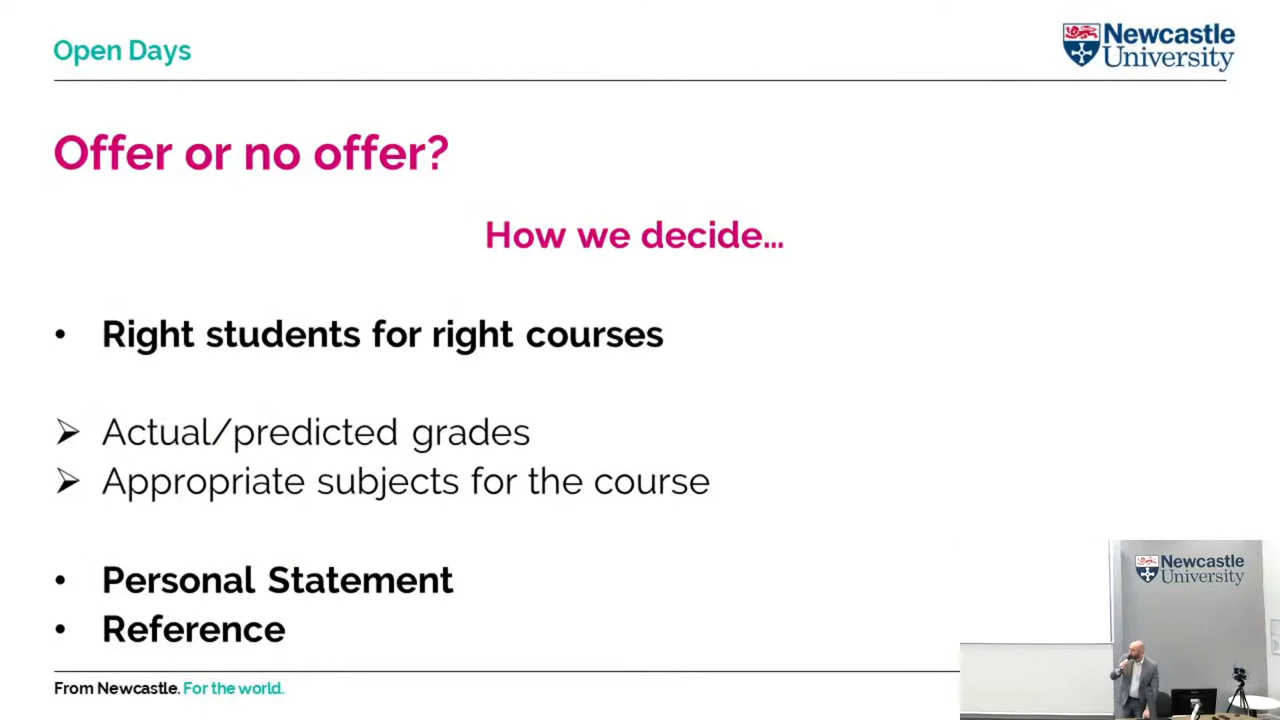 Open Days
Newcastle
University
Offer or no offer?
How we decide...
• Right students for right courses
➢ Actual/predicted grades
➢ Appropriate subjects for the course
• Personal Statement
• Reference
Newcastle
University
From Newcastle. For the world.